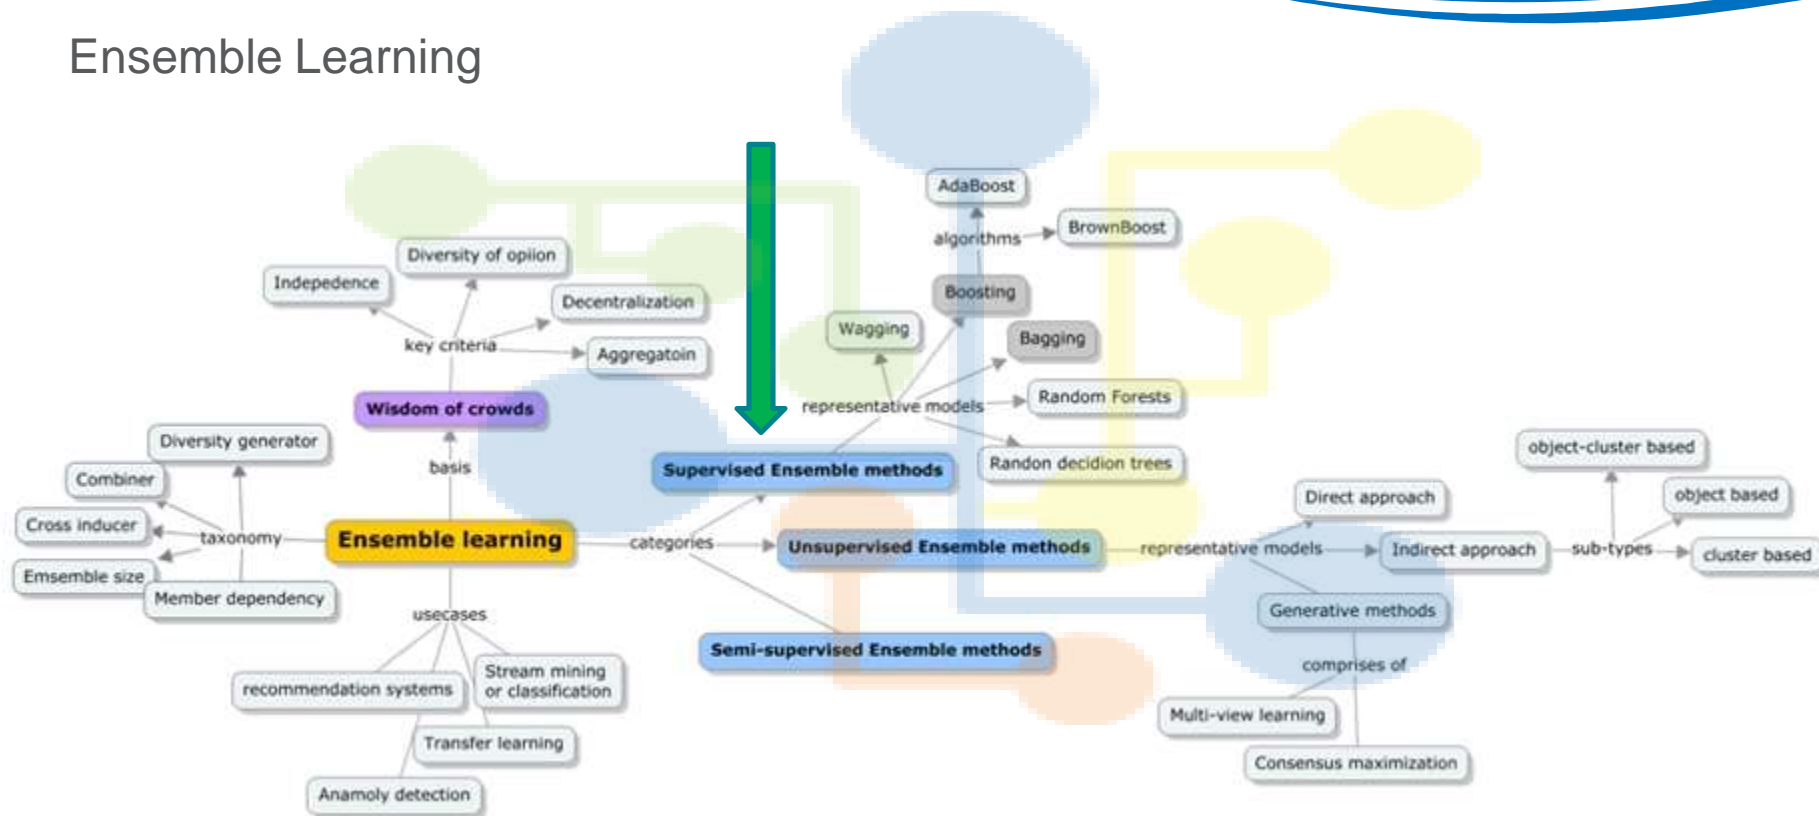 Ensemble Learning
AdaBoost
BrownBoost
algorithms
Diversity of opiion
Indepedence
Boosting
Decentralization
Wagging
Bagging
key criteria
Aggregatoin
Random Forests
representative models
Wisdom of crowds
Diversity generator
object-cluster based
basis
Supervised Ensemble methods
Randon decidion trees
Combiner
Direct approach
object based
Cross inducer
taxonomy
Ensemble learning
categories
Unsupervised Ensemble methods
representative models
Indirect approach
sub-types
cluster based
Emsemble size
Member dependency
usecases
Generative methods
Semi-supervised Ensemble methods
comprises of
Stream mining
or classification
recommendation systems
Multi-view learning
Transfer learning
Consensus maximization
Anamoly detection